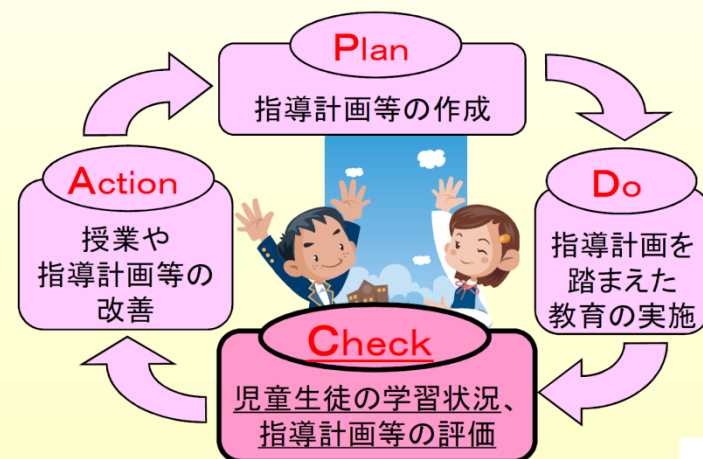 Plan
指導計画等の作成
Do
指導計画を
踏まえた
教育の実施
Check
児童生徒の学習状況、
指導計画等の評価
Action
授業や
指導計画等の
改善